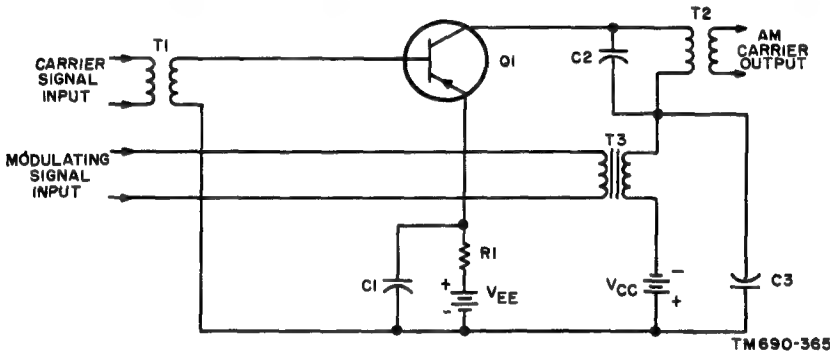 T1
T2
CARRIER
SIGNAL
INPUT
Q1
C2
AM
CARRIER
OUTPUT
T3
MODULATING
SIGNAL
INPUT
C1
R1
+
VEE
-
VCC
-
+
C3
TM690-365